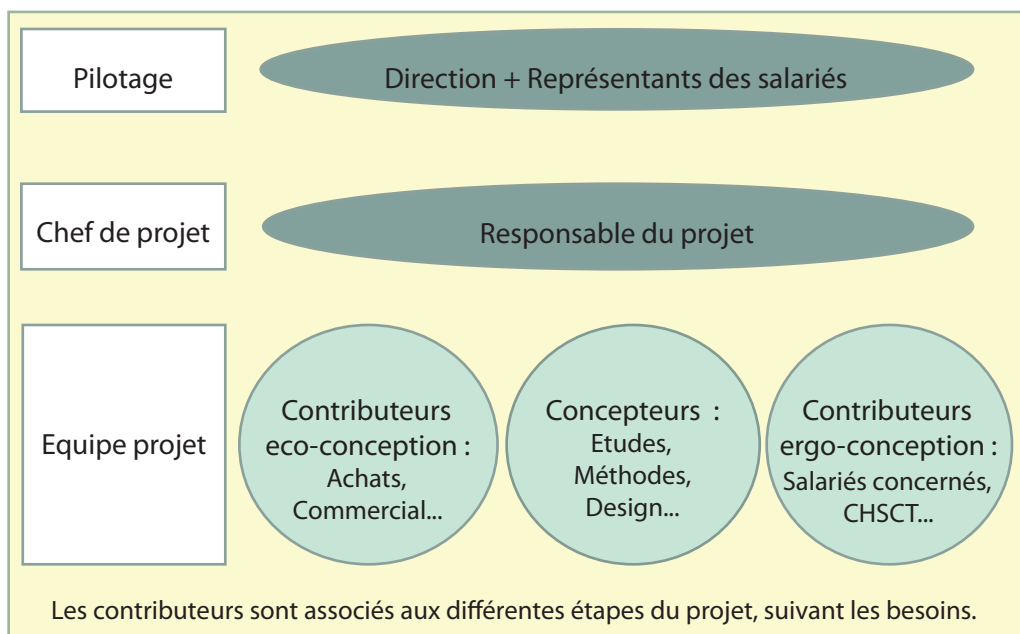 Pilotage
Direction + Représentants des salariés
Chef de projet
Responsable du projet
Equipe projet
Contributeurs
eco-conception :
Achats,
Commercial...
Concepteurs :
Etudes,
Méthodes,
Design...
Contributeurs
ergo-conception :
Salariés concernés,
CHSCT...
Les contributeurs sont associés aux différentes étapes du projet, suivant les besoins.